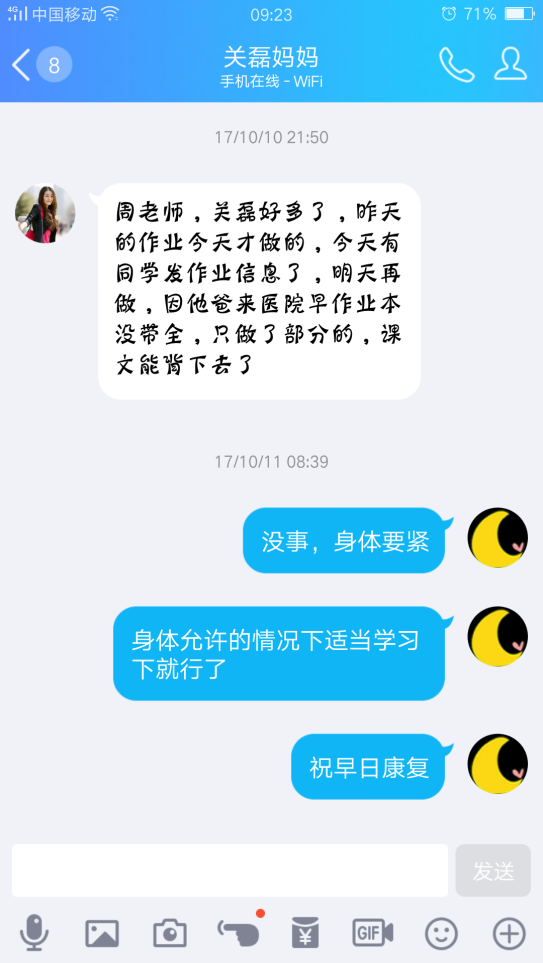 4G 中国移动 09:23 71%
8 关磊妈妈
手机在线 - WiFi
17/10/10 21:50
周老师，关磊好多了，昨天
的作业今天才做的，今天有
同学发作业信息了，明天再
做，因他爸来医院早作业本
没带全，只做了部分的，课
文能背下去了
17/10/11 08:39
没事，身体要紧
身体允许的情况下适当学习
下就行了
祝早日康复
发送
¥ GIF